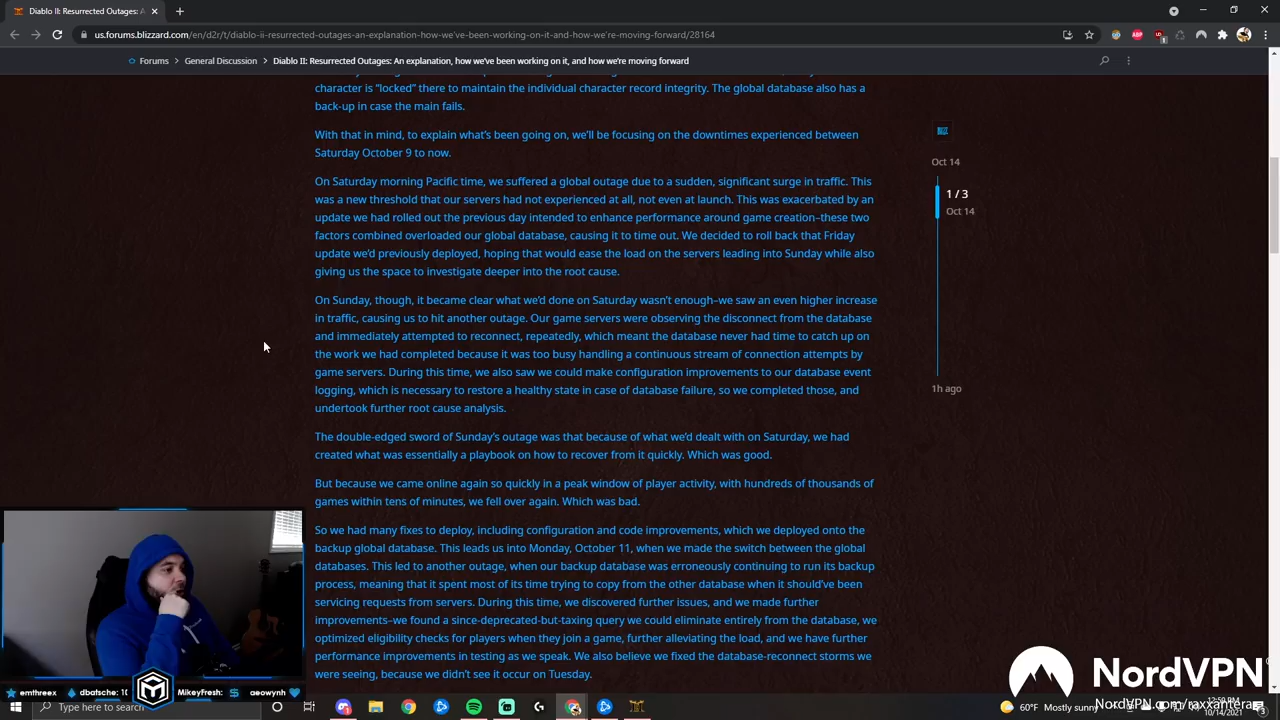 Diablo II: Resurrected Outages: A
us.forums.blizzard.com/en/d2r/t/diablo-ii-resurrected-outages-an-explanation-how-we've-been-working-on-it-and-how-we're-moving-forward/28164
Forums > General Discussion > Diablo II: Resurrected Outages: An explanation, how we've been working on it, and how we're moving forward
character is "locked" there to maintain the individual character record integrity. The global database also has a
back-up in case the main fails.
With that in mind, to explain what's been going on, we'll be focusing on the downtimes experienced between
Saturday October 9 to now.
On Saturday morning Pacific time, we suffered a global outage due to a sudden, significant surge in traffic. This
was a new threshold that our servers had not experienced at all, not even at launch. This was exacerbated by an
update we had rolled out the previous day intended to enhance performance around game creation–these two
factors combined overloaded our global database, causing it to time out. We decided to roll back that Friday
update we'd previously deployed, hoping that would ease the load on the servers leading into Sunday while also
giving us the space to investigate deeper into the root cause.
On Sunday, though, it became clear what we'd done on Saturday wasn't enough–we saw an even higher increase
in traffic, causing us to hit another outage. Our game servers were observing the disconnect from the database
and immediately attempted to reconnect, repeatedly, which meant the database never had time to catch up on
the work we had completed because it was too busy handling a continuous stream of connection attempts by
game servers. During this time, we also saw we could make configuration improvements to our database event
logging, which is necessary to restore a healthy state in case of database failure, so we completed those, and
undertook further root cause analysis.
The double-edged sword of Sunday's outage was that because of what we'd dealt with on Saturday, we had
created what was essentially a playbook on how to recover from it quickly. Which was good.
But because we came online again so quickly in a peak window of player activity, with hundreds of thousands of
games within tens of minutes, we fell over again. Which was bad.
So we had many fixes to deploy, including configuration and code improvements, which we deployed onto the
backup global database. This leads us into Monday, October 11, when we made the switch between the global
databases. This led to another outage, when our backup database was erroneously continuing to run its backup
process, meaning that it spent most of its time trying to copy from the other database when it should've been
servicing requests from servers. During this time, we discovered further issues, and we made further
improvements–we found a since-deprecated-but-taxing query we could eliminate entirely from the database, we
optimized eligibility checks for players when they join a game, further alleviating the load, and we have further
performance improvements in testing as we speak. We also believe we fixed the database-reconnect storms we
were seeing, because we didn't see it occur on Tuesday.
Oct 14
1 / 3
Oct 14
1h ago
emthreex
dbatsche: 10
MikeyFresh:
aeowynh
NordVPN
NordVPN.com/raxxantera
Type here to search
60°F Mostly sunny
12:59 PM
10/14/2021